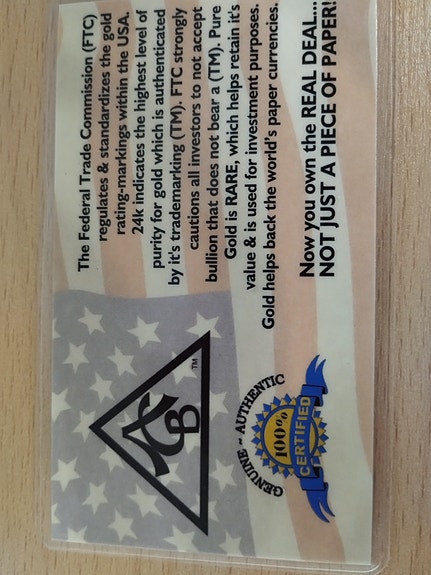 The Federal Trade Commission (FTC)
regulates & standardizes the gold
rating-markings within the USA.
24k indicates the highest level of
purity for gold which is authenticated
by it's trademarking (TM). FTC strongly
cautions all investors to not accept
bullion that does not bear a (TM). Pure
Gold is RARE, which helps retain it's
value & is used for investment purposes.
Gold helps back the world's paper currencies.
Now you own the REAL DEAL...
NOT JUST A PIECE OF PAPER!
ACB
TM
GENUINE ~ AUTHENTIC
100%
CERTIFIED